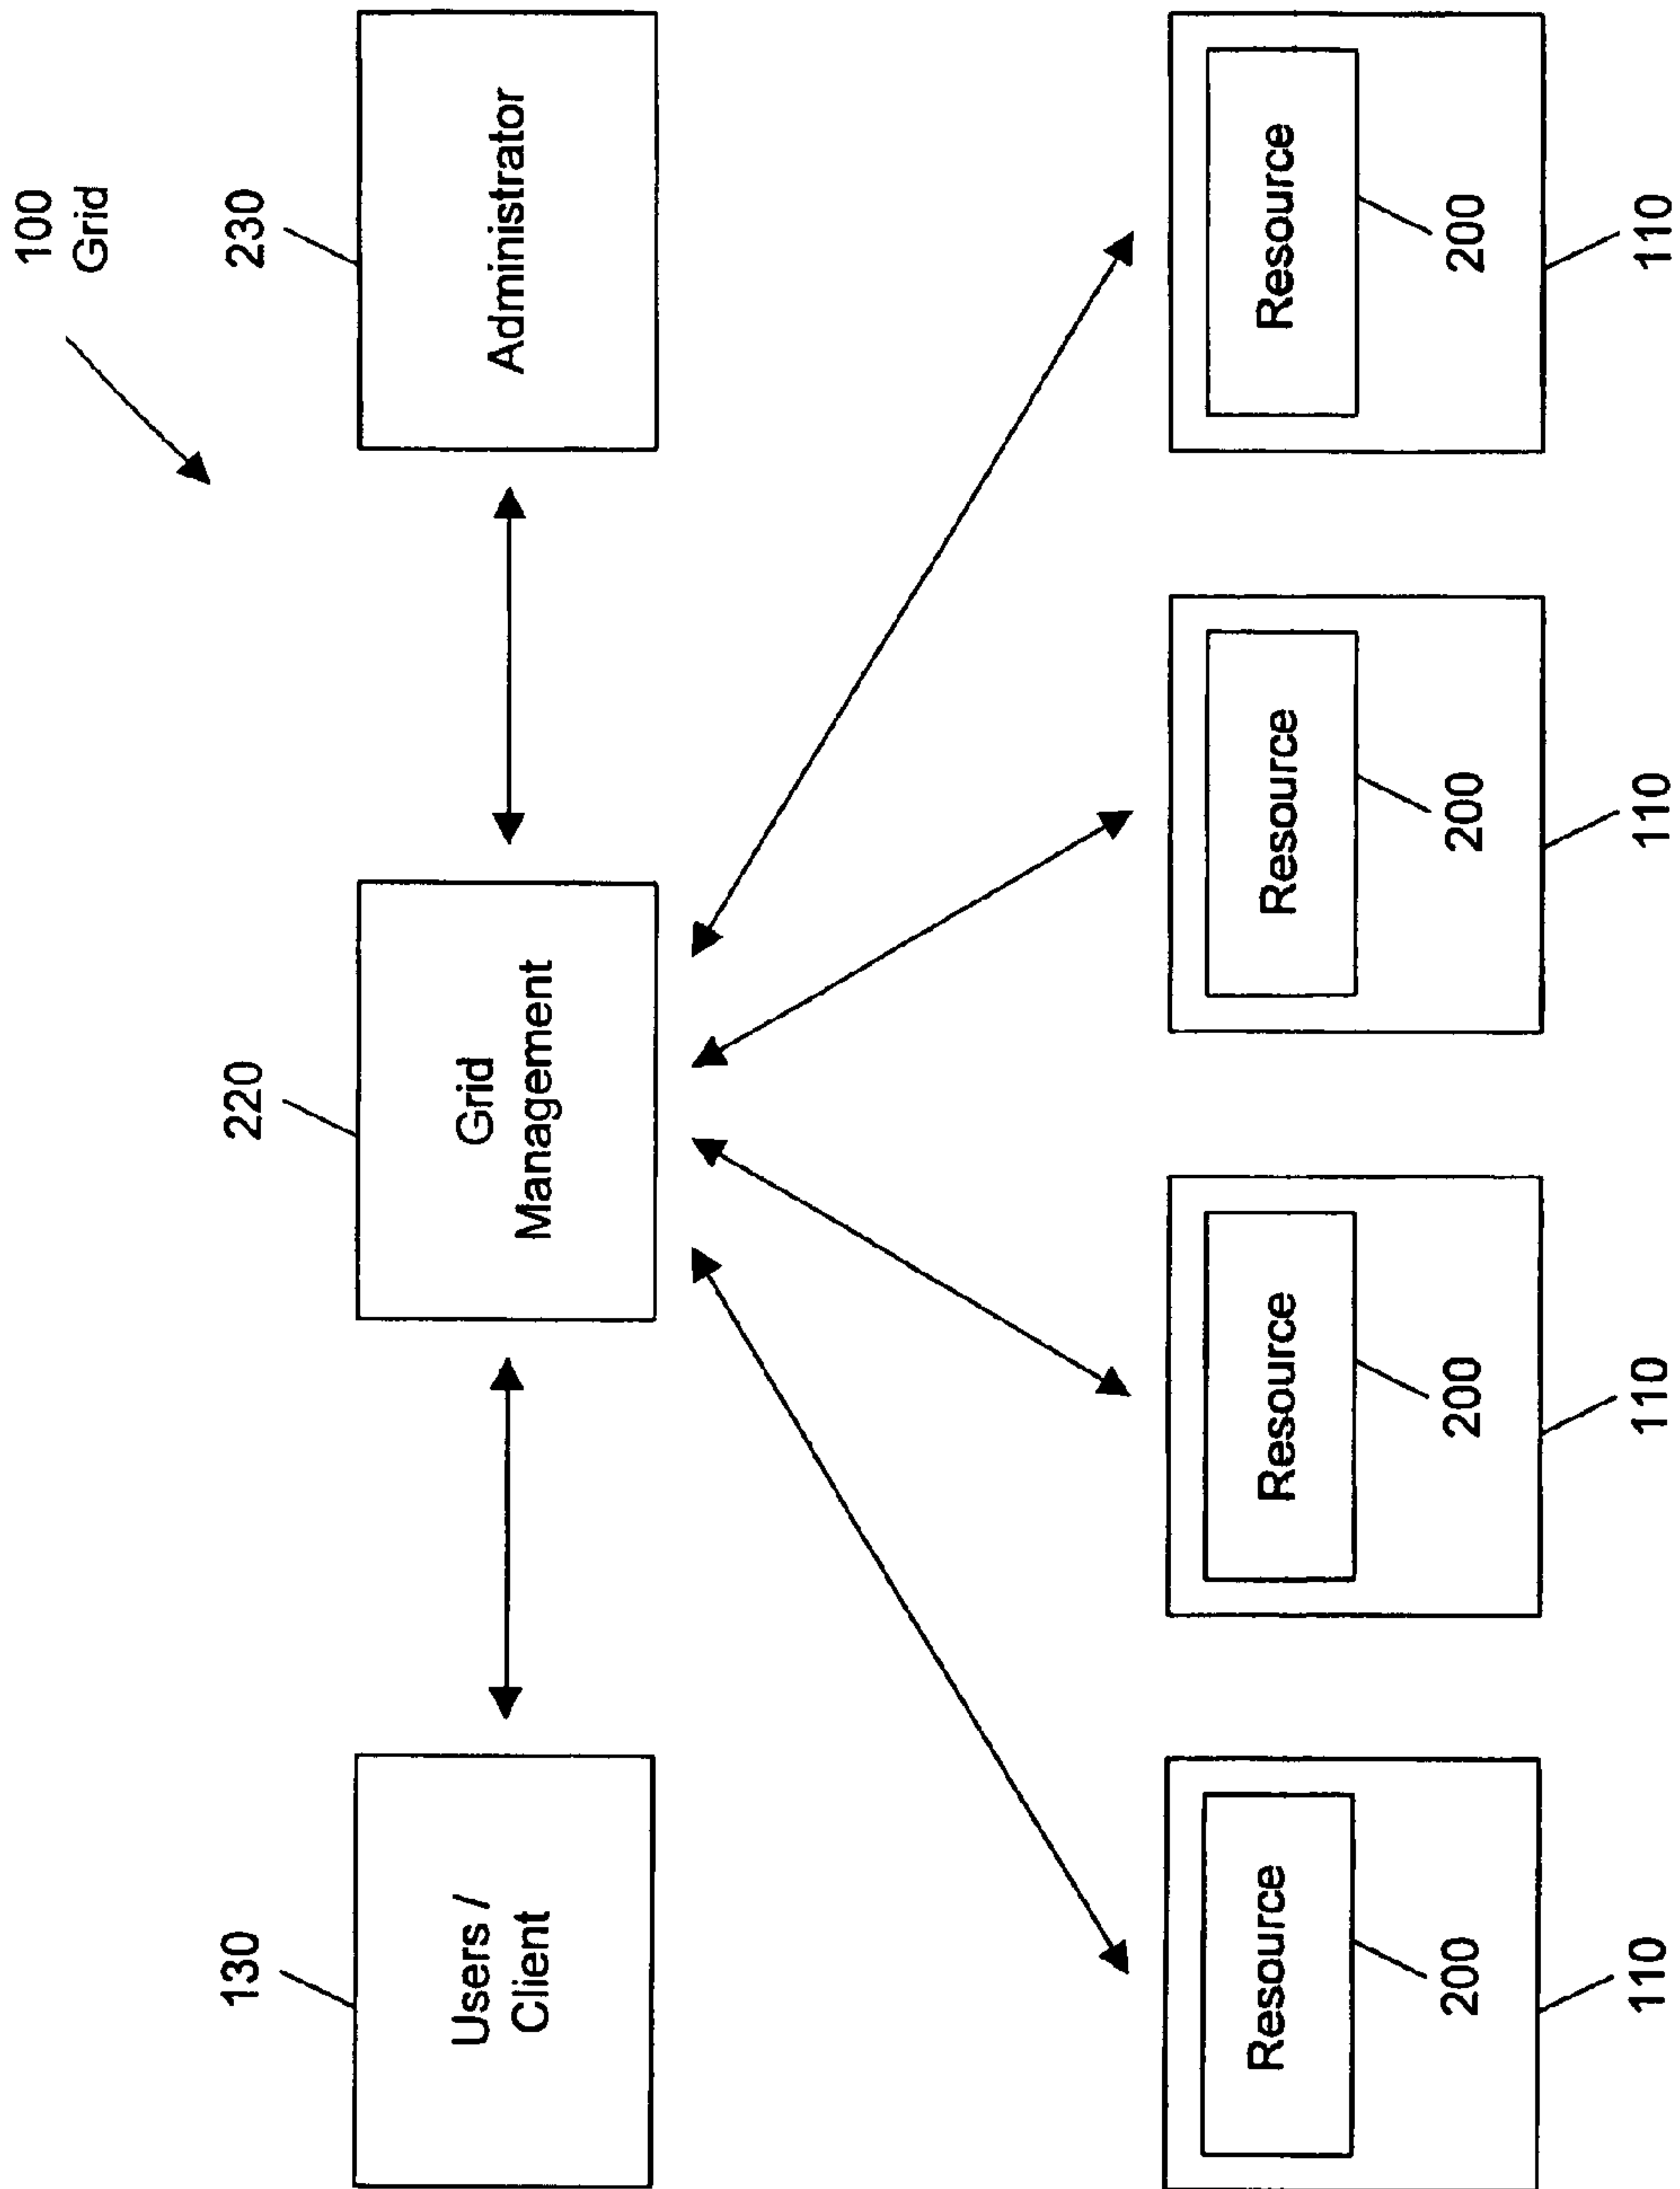 100
Grid
130
220
230
Users /
Client
Grid
Management
Administrator
Resource
Resource
Resource
Resource
200
200
200
200
110
110
110
110